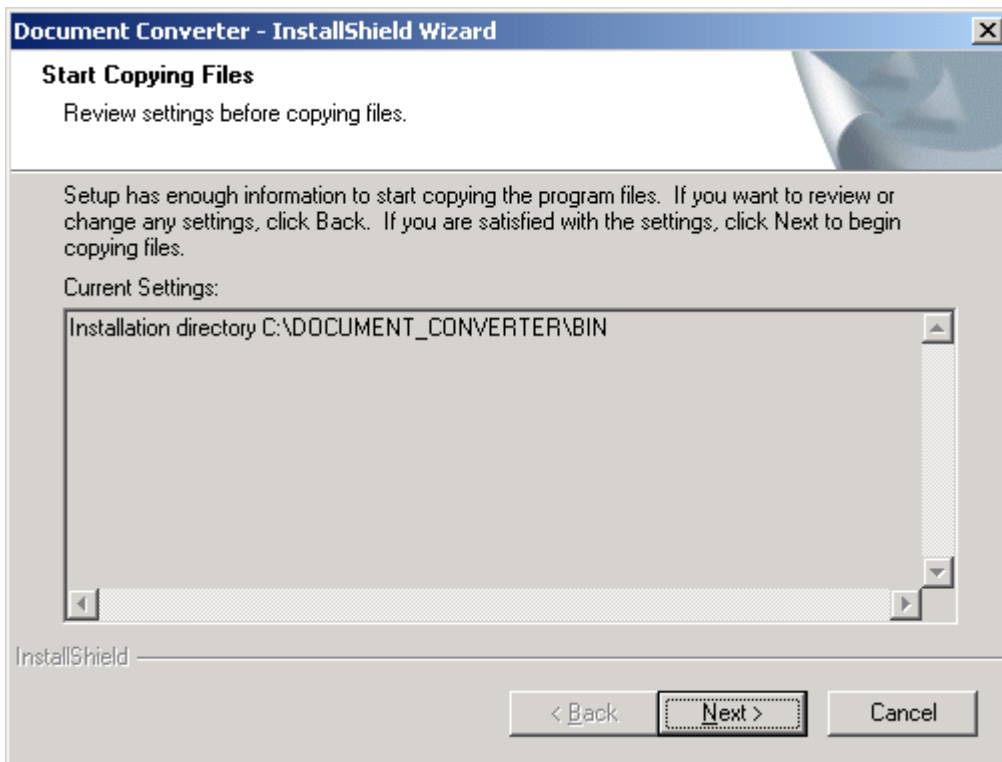 Document Converter - InstallShield Wizard
Start Copying Files
Review settings before copying files.
Setup has enough information to start copying the program files.  If you want to review or
change any settings, click Back.  If you are satisfied with the settings, click Next to begin
copying files.
Current Settings:
Installation directory C:\DOCUMENT_CONVERTER\BIN
InstallShield
< Back
Next >
Cancel